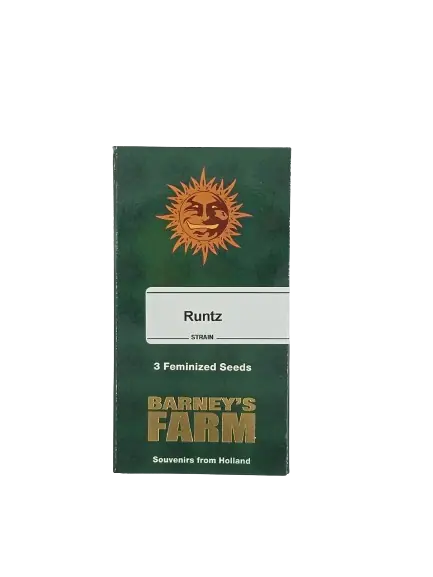 Runtz
STRAIN
3 Feminized Seeds
BARNEY'S
FARM
Souvenirs from Holland